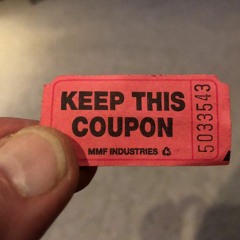 KEEP THIS
COUPON
MMF INDUSTRIES
5033543